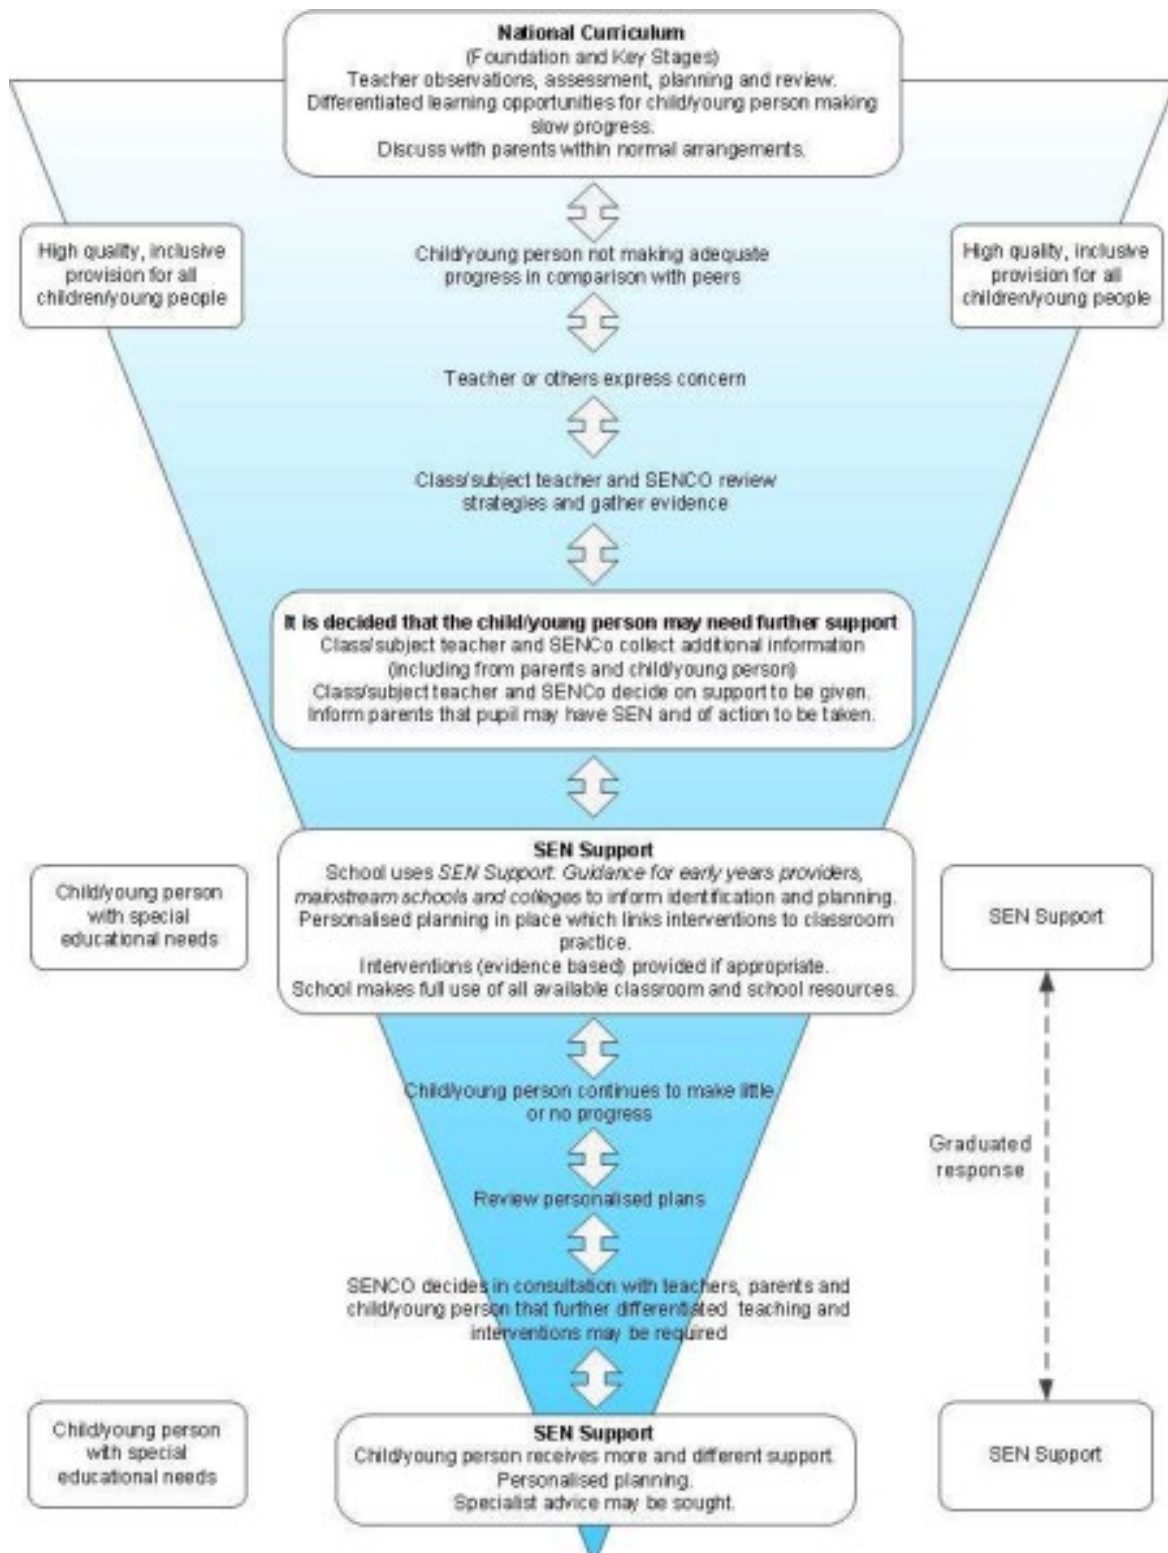 National Curriculum
(Foundation and Key Stages)
Teacher observations, assessment, planning and review.
Differentiated learning opportunities for child/young person making
slow progress.
Discuss with parents within normal arrangements.
High quality, inclusive
provision for all
children/young people
High quality, inclusive
provision for all
children/young people
Child/young person not making adequate
progress in comparison with peers
Teacher or others express concern
Class/subject teacher and SENCO review
strategies and gather evidence
It is decided that the child/young person may need further support
Class/subject teacher and SENCo collect additional information
(including from parents and child/young person)
Class/subject teacher and SENCo decide on support to be given.
Inform parents that pupil may have SEN and of action to be taken.
Child/young person
with special
educational needs
SEN Support
School uses SEN Support: Guidance for early years providers,
mainstream schools and colleges to inform identification and planning.
Personalised planning in place which links interventions to classroom
practice.
Interventions (evidence based) provided if appropriate.
School makes full use of all available classroom and school resources.
SEN Support
Child/young person continues to make little
or no progress
Graduated
response
Review personalised plans
SENCO decides in consultation with teachers, parents and
child/young person that further differentiated teaching and
interventions may be required
Child/young person
with special
educational needs
SEN Support
Child/young person receives more and different support
Personalised planning.
Specialist advice may be sought.
SEN Support